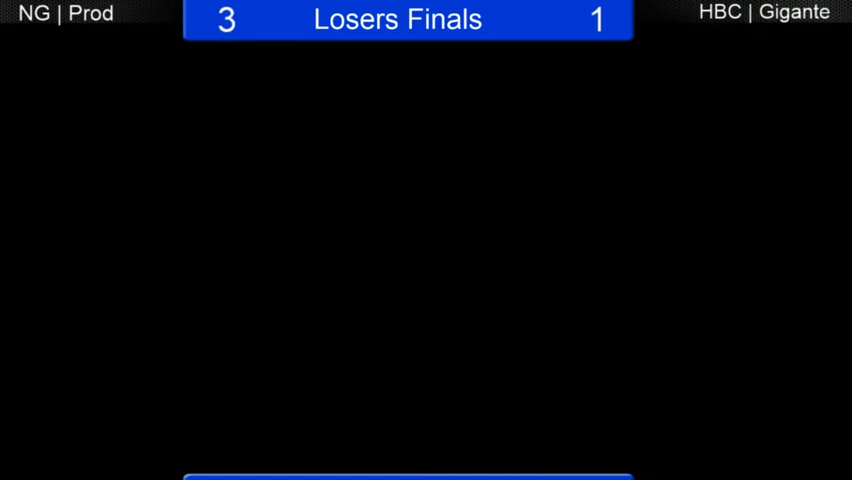 NG | Prod
3 Losers Finals 1
HBC | Gigante